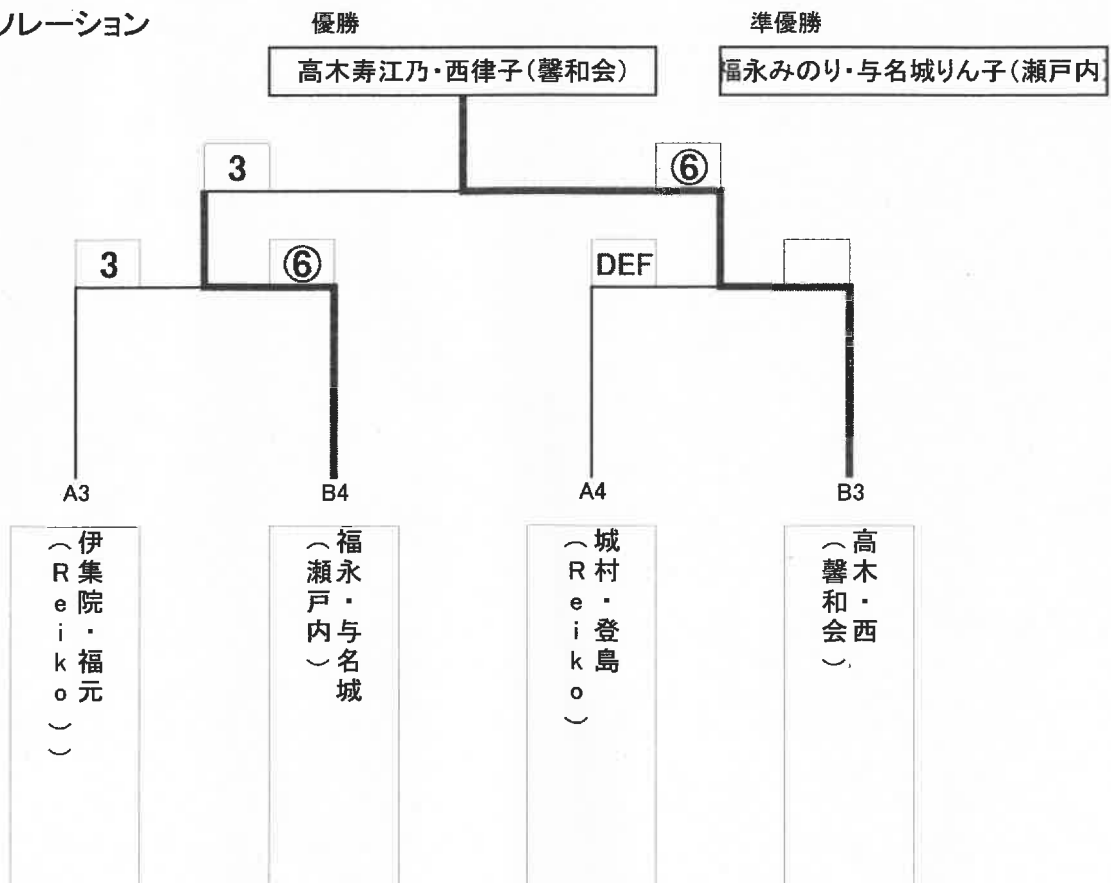 ソレーション
優勝
準優勝
高木寿江乃・西律子(馨和会)
福永みのり・与名城りん子(瀬戸内)
3
⑥
3
⑥
DEF
A3
B4
A4
B3
伊集院・福元
(Reiko))
福永・与名城
(瀬戸内)
城村・登島
(Reiko)
高木・西
(馨和会)